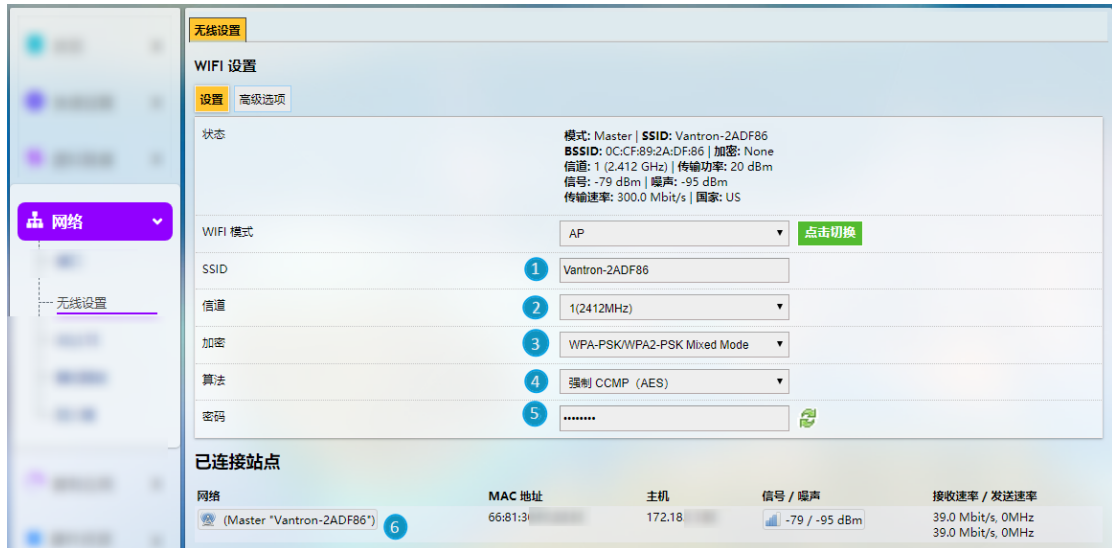 无线设置
WIFI 设置
设置 高级选项
状态
模式: Master | SSID: Vantron-2ADF86
BSSID: 0C:CF:89:2A:DF:86 | 加密: None
信道: 1 (2.412 GHz) | 传输功率: 20 dBm
信号: -79 dBm | 噪声: -95 dBm
传输速率: 300.0 Mbit/s | 国家: US
网络
无线设置
WIFI 模式 AP 点击切换
SSID 1 Vantron-2ADF86
信道 2 1(2412MHz)
加密 3 WPA-PSK/WPA2-PSK Mixed Mode
算法 4 强制 CCMP（AES）
密码 5 ••••••••
已连接站点
网络 MAC 地址 主机 信号 / 噪声 接收速率 / 发送速率
(Master "Vantron-2ADF86") 6 66:81:3 172.18 -79 / -95 dBm 39.0 Mbit/s, 0MHz
39.0 Mbit/s, 0MHz